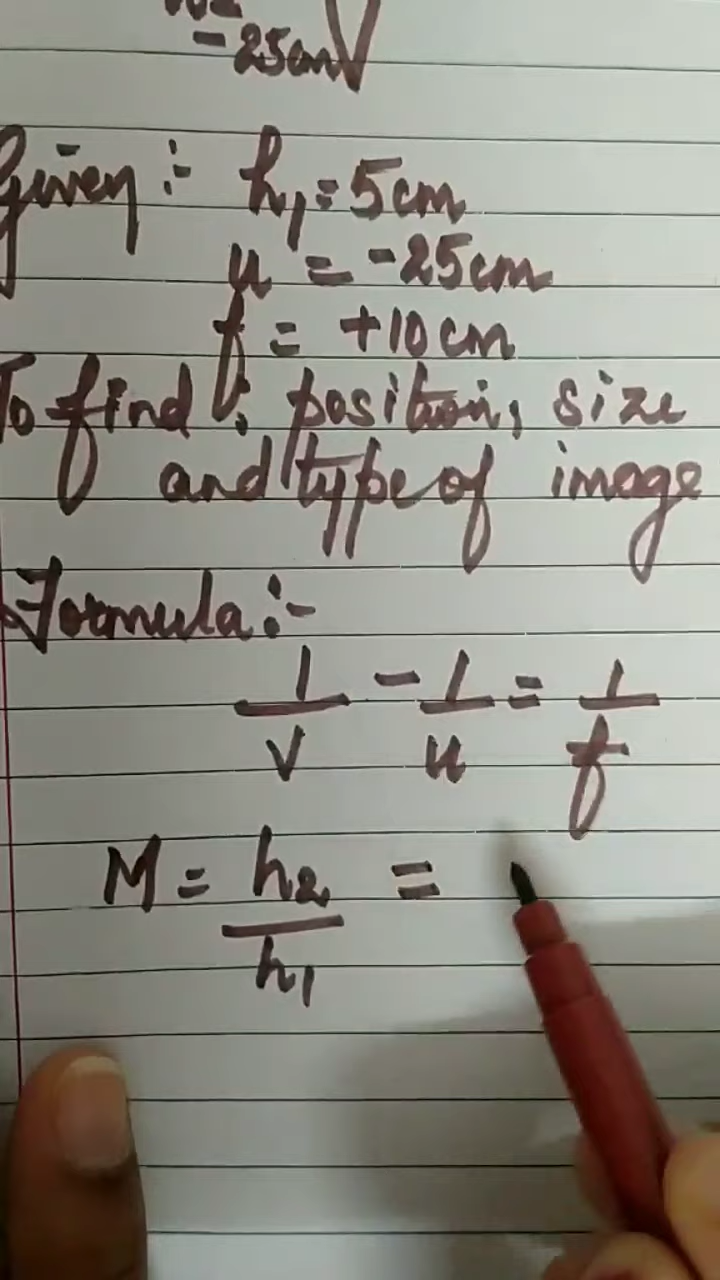 -25cm
Given :- h₁ = 5cm
u = -25cm
f = +10cm
To find : position, size
and type of image
Formula :-
1/v - 1/u = 1/f
M = h₂/h₁ =